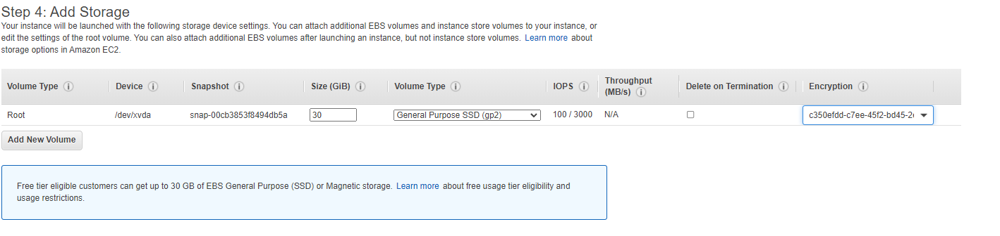 Step 4: Add Storage
Your instance will be launched with the following storage device settings. You can attach additional EBS volumes and instance store volumes to your instance, or
edit the settings of the root volume. You can also attach additional EBS volumes after launching an instance, but not instance store volumes. Learn more about
storage options in Amazon EC2.
Volume Type Device Snapshot Size (GiB) Volume Type IOPS Throughput (MB/s) Delete on Termination Encryption
Root /dev/xvda snap-00cb3853f8494db5a 30 General Purpose SSD (gp2) 100 / 3000 N/A c350efdd-c7ee-45f2-bd45-2
Add New Volume
Free tier eligible customers can get up to 30 GB of EBS General Purpose (SSD) or Magnetic storage. Learn more about free usage tier eligibility and
usage restrictions.